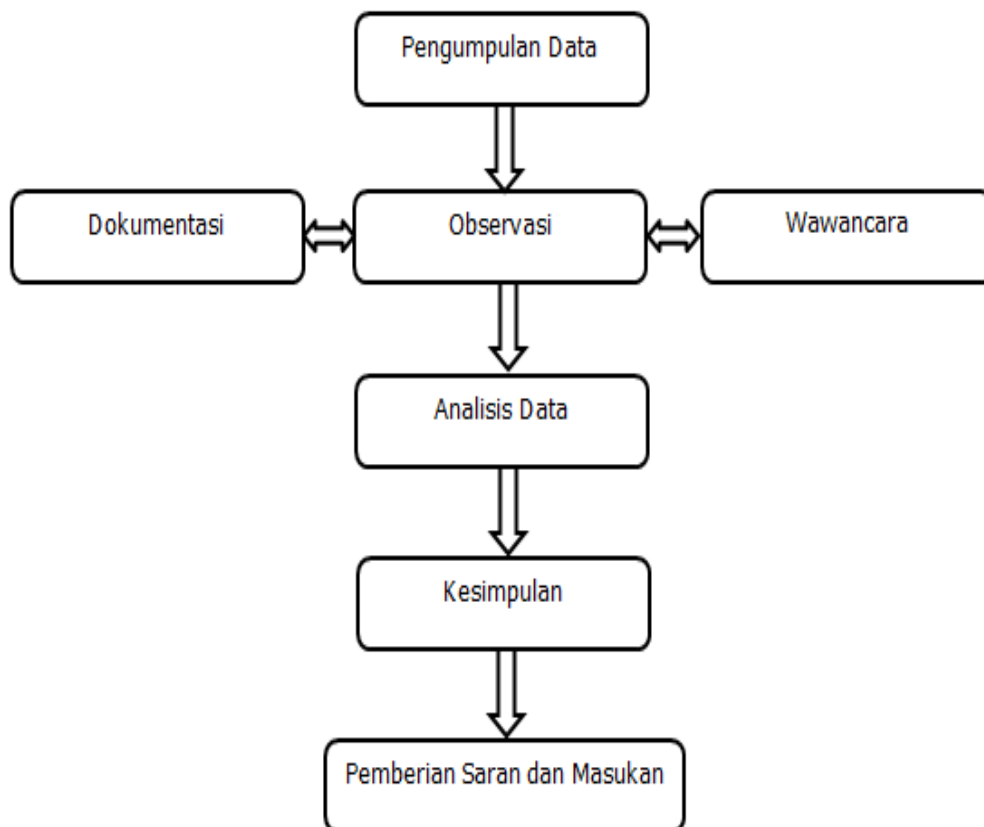 Pengumpulan Data
Dokumentasi
Observasi
Wawancara
Analisis Data
Kesimpulan
Pemberian Saran dan Masukan